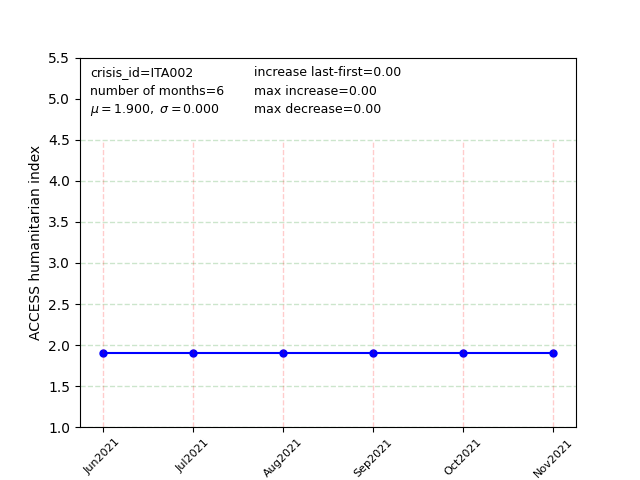 crisis_id=ITA002
number of months=6
μ = 1.900, σ = 0.000
increase last-first=0.00
max increase=0.00
max decrease=0.00
ACCESS humanitarian index
5.5
5.0
4.5
4.0
3.5
3.0
2.5
2.0
1.5
1.0
Jun2021
Jul2021
Aug2021
Sep2021
Oct2021
Nov2021